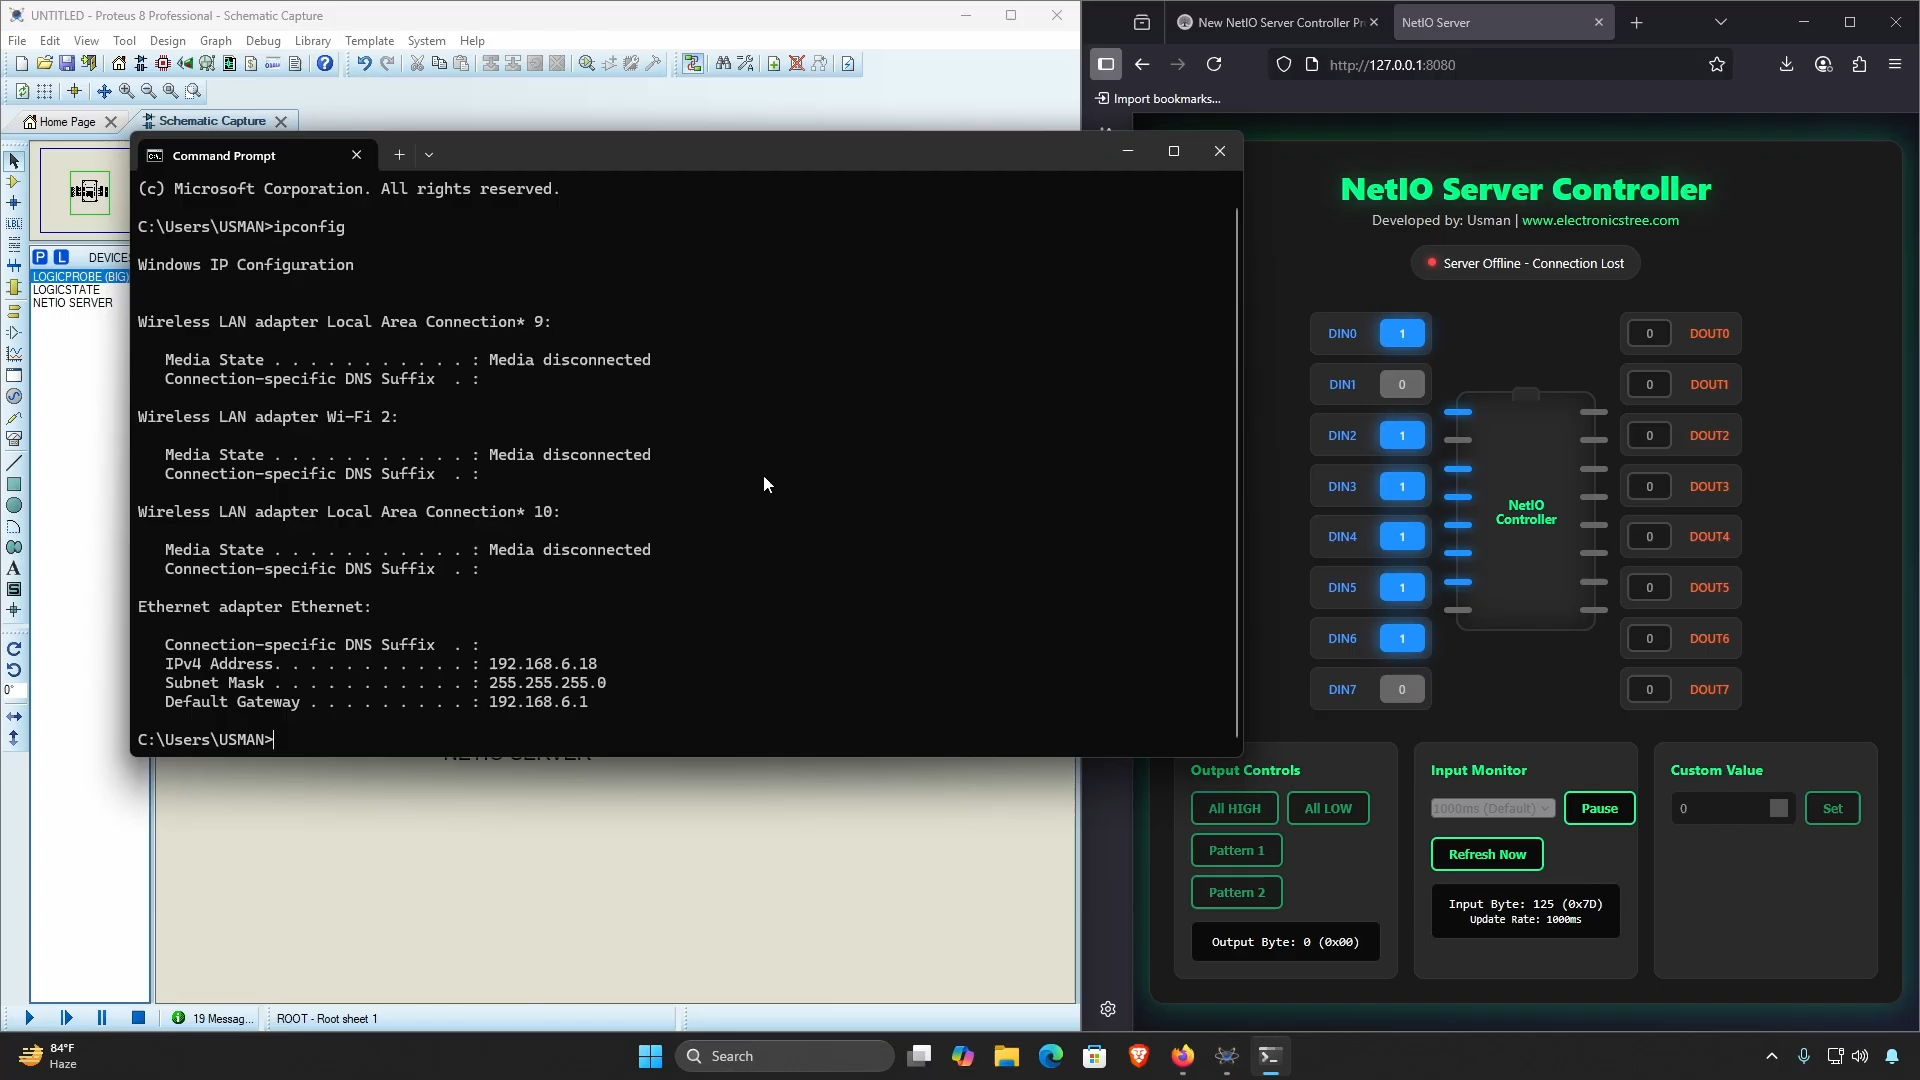 UNTITLED - Proteus 8 Professional - Schematic Capture
File Edit View Tool Design Graph Debug Library Template System Help
Home Page
Schematic Capture
P L DEVICES
LOGICPROBE (BIG)
LOGICSTATE
NETIO SERVER
0°
19 Messag...
ROOT - Root sheet 1
Command Prompt
(c) Microsoft Corporation. All rights reserved.
C:\Users\USMAN>ipconfig
Windows IP Configuration
Wireless LAN adapter Local Area Connection* 9:
Media State . . . . . . . . . . . : Media disconnected
Connection-specific DNS Suffix  . :
Wireless LAN adapter Wi-Fi 2:
Media State . . . . . . . . . . . : Media disconnected
Connection-specific DNS Suffix  . :
Wireless LAN adapter Local Area Connection* 10:
Media State . . . . . . . . . . . : Media disconnected
Connection-specific DNS Suffix  . :
Ethernet adapter Ethernet:
Connection-specific DNS Suffix  . :
IPv4 Address. . . . . . . . . . . : 192.168.6.18
Subnet Mask . . . . . . . . . . . : 255.255.255.0
Default Gateway . . . . . . . . . : 192.168.6.1
C:\Users\USMAN>
NETIO SERVER
New NetIO Server Controller Pr
NetIO Server
http://127.0.0.1:8080
Import bookmarks...
NetIO Server Controller
Developed by: Usman | www.electronicstree.com
Server Offline - Connection Lost
DIN0 1 0 DOUT0
DIN1 0 0 DOUT1
DIN2 1 0 DOUT2
DIN3 1 0 DOUT3
DIN4 1 0 DOUT4
DIN5 1 0 DOUT5
DIN6 1 0 DOUT6
DIN7 0 0 DOUT7
NetIO
Controller
Output Controls
All HIGH All LOW
Pattern 1
Pattern 2
Output Byte: 0 (0x00)
Input Monitor
1000ms (Default) Pause
Refresh Now
Input Byte: 125 (0x7D)
Update Rate: 1000ms
Custom Value
0 Set
84°F
Haze
Search